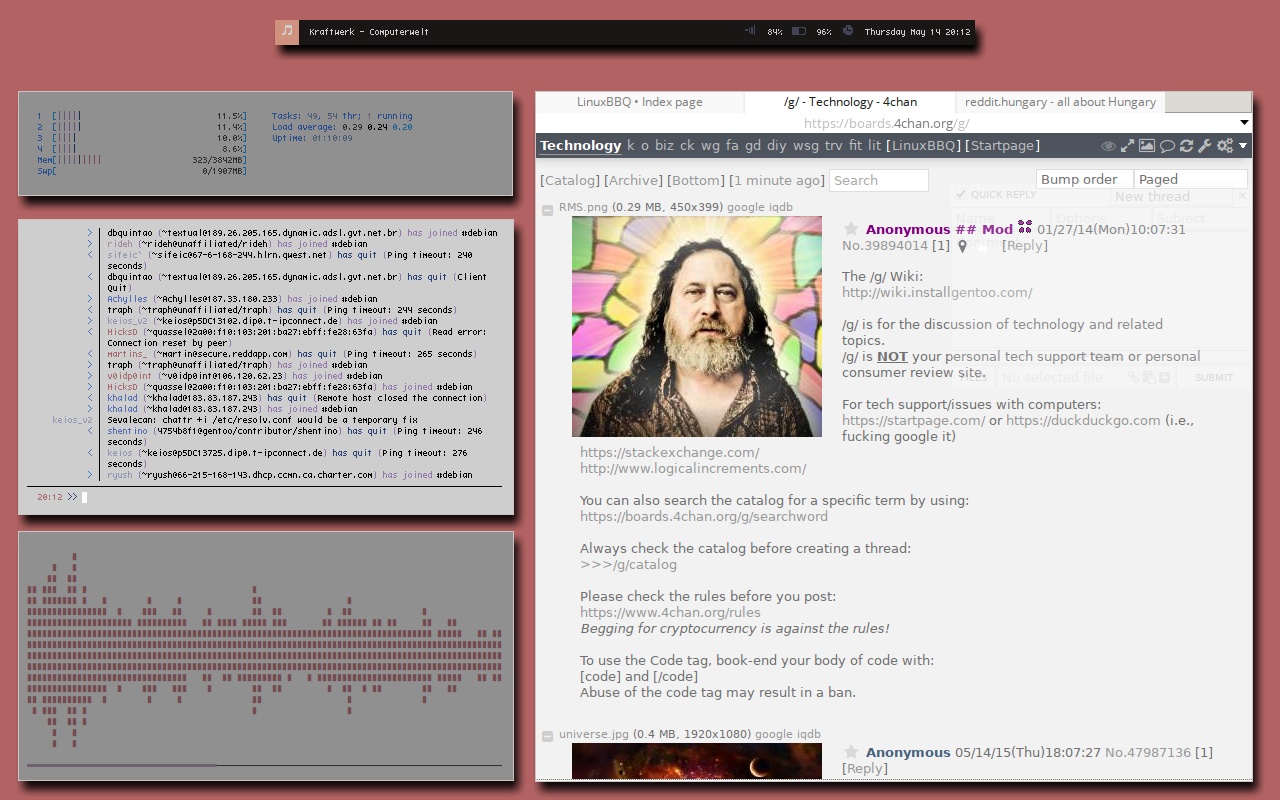 Kraftwerk - Computerwelt
84% 96% Thursday May 14 20:12
1 [|||| 11.5%] Tasks: 49, 54 thr; 1 running
2 [|||| 11.4%] Load average: 0.29 0.24 0.20
3 [|||| 10.0%] Uptime: 01:10:09
4 [||| 8.6%]
Mem[||||||||| 323/3842MB]
Swp[ 0/1907MB]
> dbquintao (~textual@189.26.205.165.dynamic.adsl.gvt.net.br) has joined #debian
> rideh (~rideh@unaffiliated/rideh) has joined #debian
< sifeic` (~sifeic@67-6-168-244.hlrn.qwest.net) has quit (Ping timeout: 240
seconds)
< dbquintao (~textual@189.26.205.165.dynamic.adsl.gvt.net.br) has quit (Client
Quit)
> Achylles (~Achylles@187.33.180.233) has joined #debian
< traph (~traph@unaffiliated/traph) has quit (Ping timeout: 244 seconds)
> keios_v2 (~keios@p5DC13102.dip0.t-ipconnect.de) has joined #debian
< HicksD (~quassel@2a00:f10:103:201:ba27:ebff:fe28:63fa) has quit (Read error:
Connection reset by peer)
< Martins_ (~martin@secure.reddapp.com) has quit (Ping timeout: 265 seconds)
> traph (~traph@unaffiliated/traph) has joined #debian
> v0idp0int (~v0idp0int@106.120.62.23) has joined #debian
> HicksD (~quassel@2a00:f10:103:201:ba27:ebff:fe28:63fa) has joined #debian
< khalad (~khalad@183.83.187.243) has quit (Remote host closed the connection)
> khalad (~khalad@183.83.187.243) has joined #debian
keios_v2 Sevalecan: chattr +i /etc/resolv.conf would be a temporary fix
< shentino (4754b8f1@gentoo/contributor/shentino) has quit (Ping timeout: 246
seconds)
< keios (~keios@p5DC13725.dip0.t-ipconnect.de) has quit (Ping timeout: 276
seconds)
> ryush (~ryush@66-215-168-143.dhcp.ccmn.ca.charter.com) has joined #debian
20:12 >>
LinuxBBQ • Index page /g/ - Technology - 4chan reddit.hungary - all about Hungary
https://boards.4chan.org/g/
Technology k o biz ck wg fa gd diy wsg trv fit lit [LinuxBBQ] [Startpage]
[Catalog] [Archive] [Bottom] [1 minute ago] Search Bump order Paged
QUICK REPLY New thread
Name Options Subject
RMS.png (0.29 MB, 450x399) google iqdb
Anonymous ## Mod 01/27/14(Mon)10:07:31
No.39894014 [1] [Reply]
The /g/ Wiki:
http://wiki.installgentoo.com/
/g/ is for the discussion of technology and related
topics.
/g/ is NOT your personal tech support team or personal
consumer review site.
FILES No selected file SUBMIT
For tech support/issues with computers:
https://startpage.com/ or https://duckduckgo.com (i.e.,
fucking google it)
https://stackexchange.com/
http://www.logicalincrements.com/
You can also search the catalog for a specific term by using:
https://boards.4chan.org/g/searchword
Always check the catalog before creating a thread:
>>>/g/catalog
Please check the rules before you post:
https://www.4chan.org/rules
Begging for cryptocurrency is against the rules!
To use the Code tag, book-end your body of code with:
[code] and [/code]
Abuse of the code tag may result in a ban.
universe.jpg (0.4 MB, 1920x1080) google iqdb
Anonymous 05/14/15(Thu)18:07:27 No.47987136 [1]
[Reply]